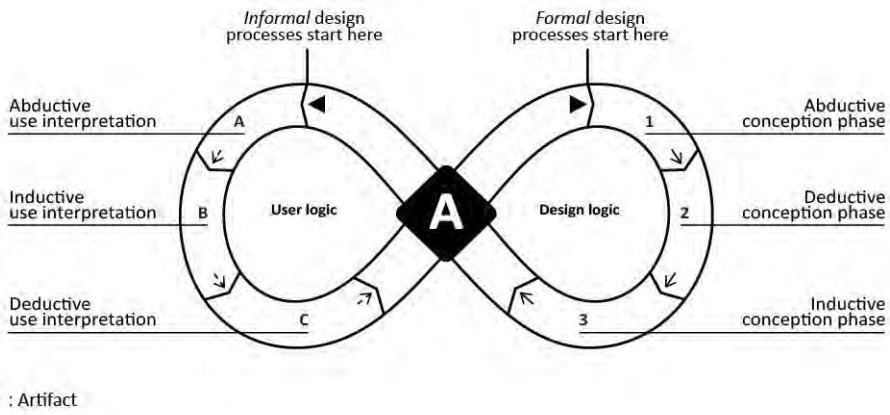 Informal design
processes start here
Formal design
processes start here
Abductive
use interpretation
A
1
Abductive
conception phase
Inductive
use interpretation
B
User logic
A
Design logic
2
Deductive
conception phase
Deductive
use interpretation
C
3
Inductive
conception phase
: Artifact